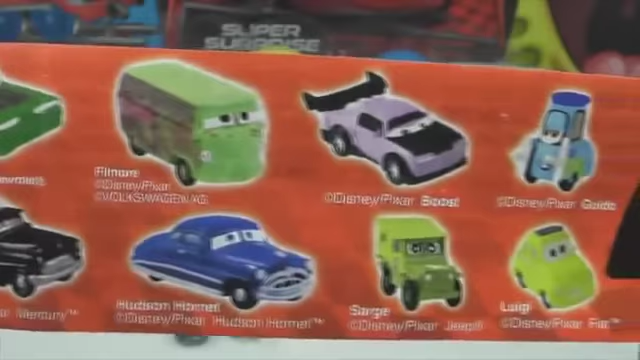 SUPER
SURPRISE
Fillmore
©Disney/Pixar
©VOLKSWAGEN AG
©Disney/Pixar Boost
©Disney/Pixar Guido
Mercury™
Hudson Hornet
©Disney/Pixar Hudson Hornet™
Sarge
©Disney/Pixar Jeep®
Luigi
©Disney/Pixar Fiat™